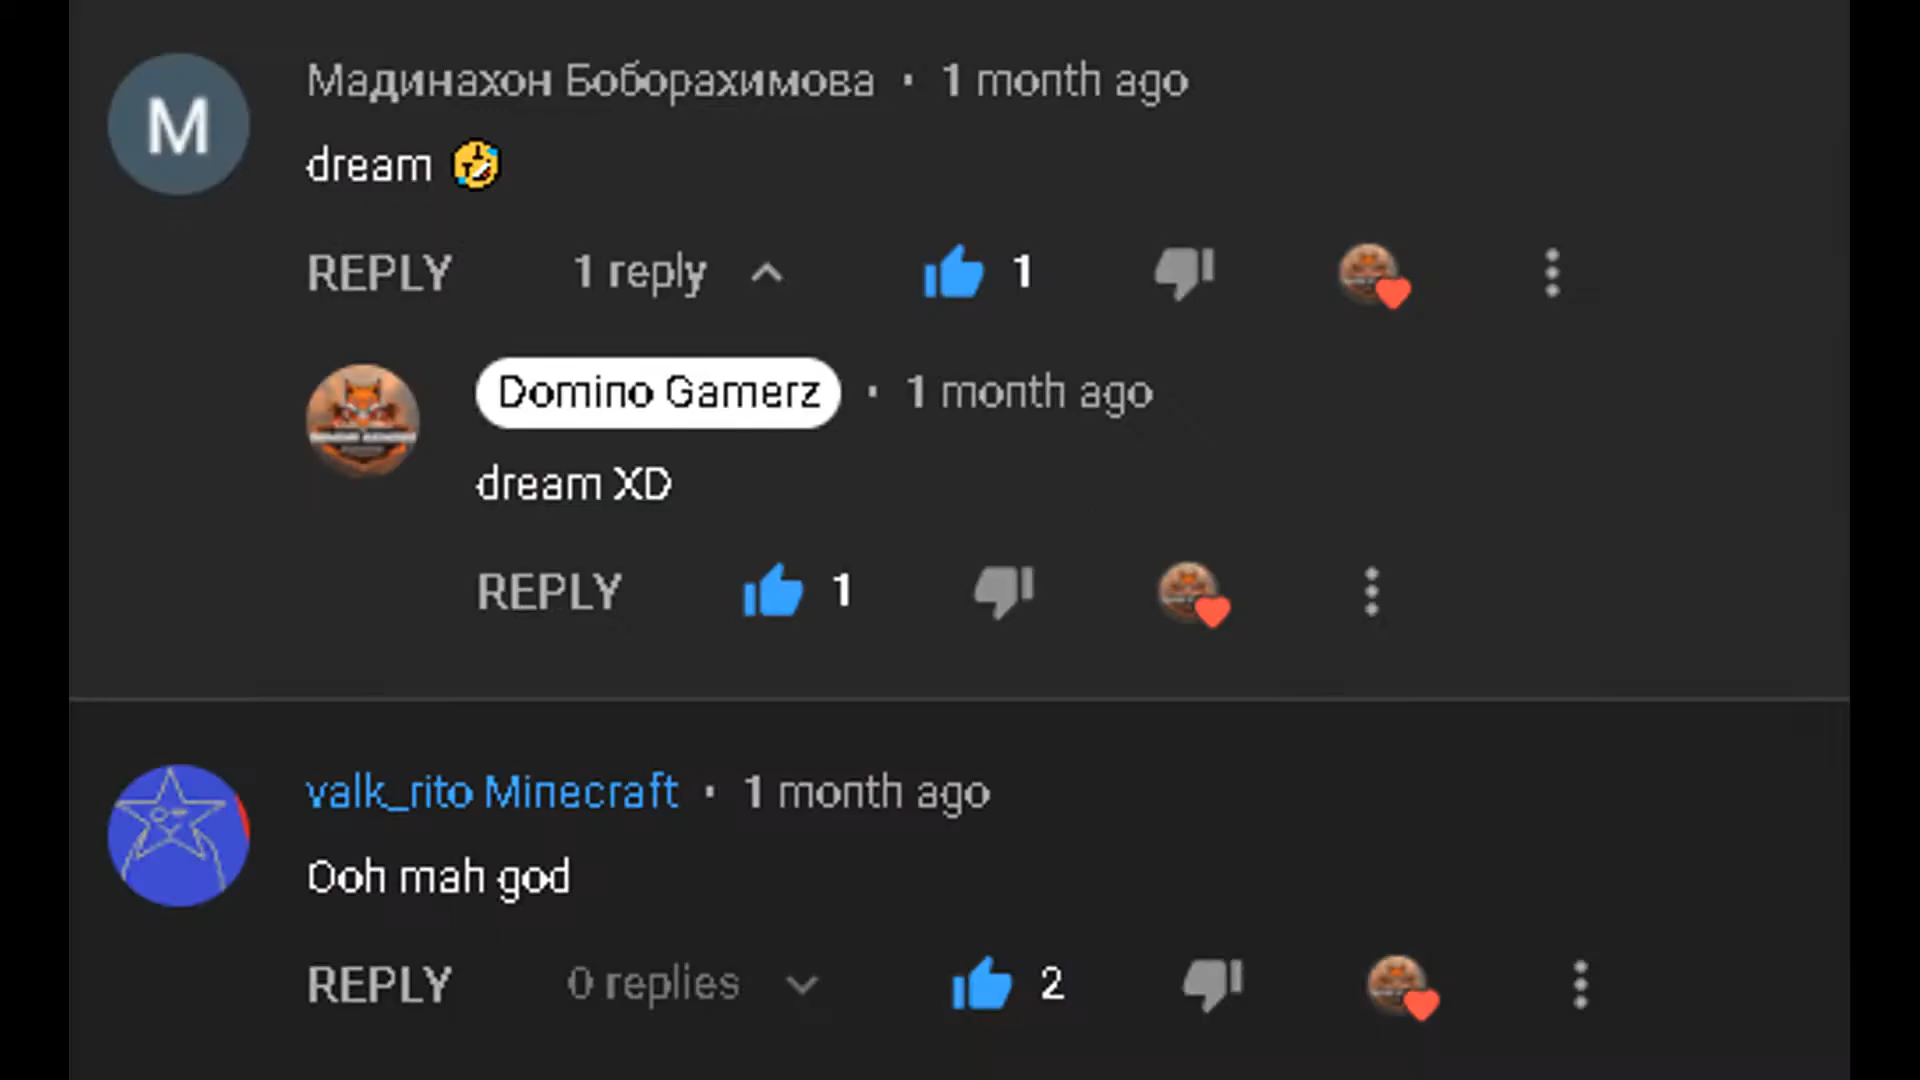 M
Мадинахон Боборахимова · 1 month ago
dream 🤣
REPLY 1 reply 1
Domino Gamerz · 1 month ago
dream XD
REPLY 1
valk_rito Minecraft · 1 month ago
Ooh mah god
REPLY 0 replies 2